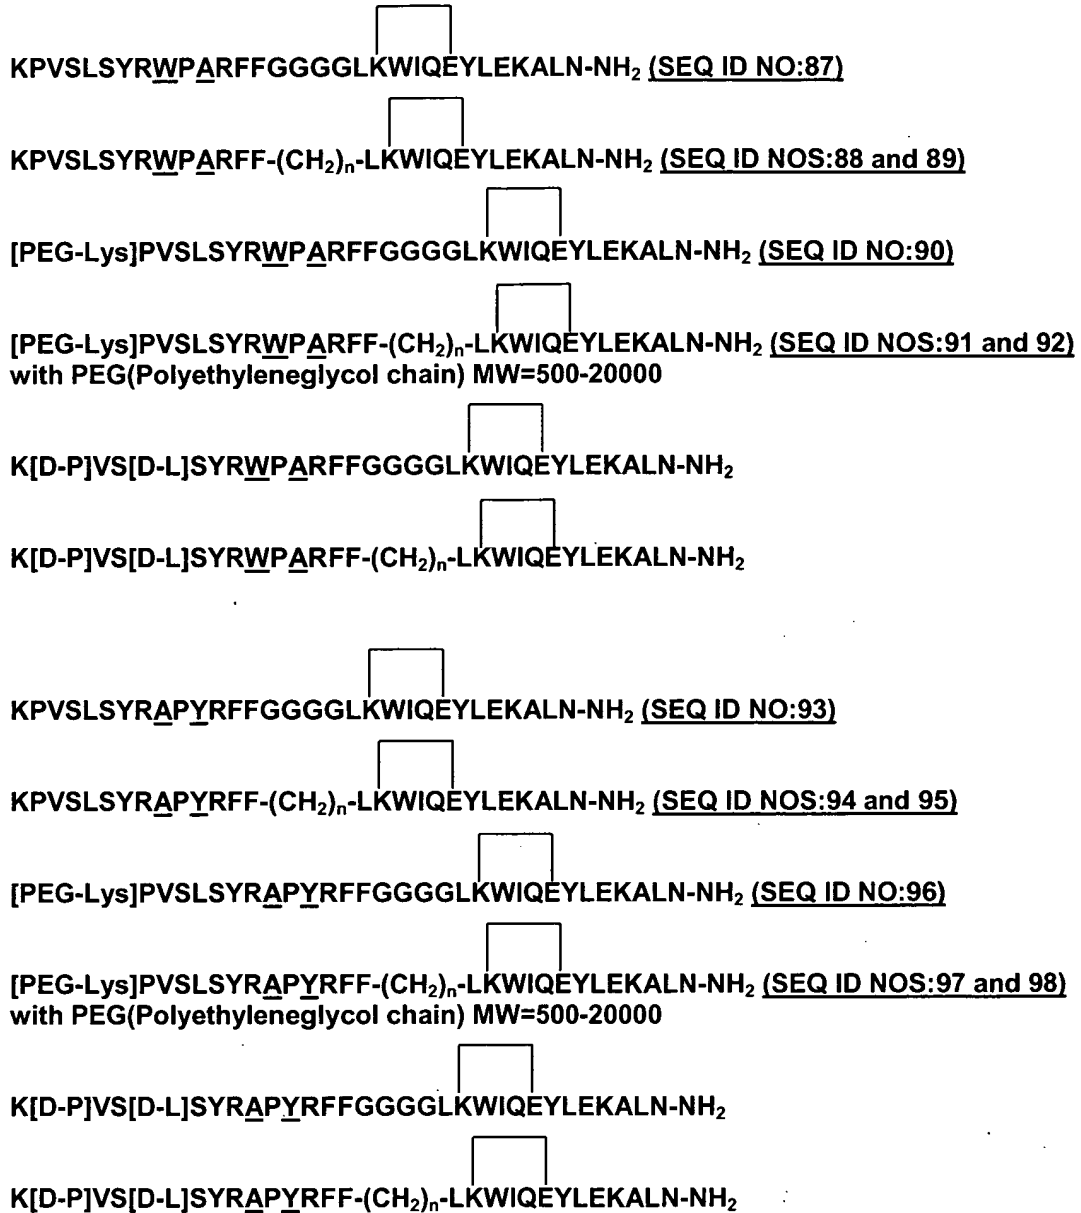 KPVSLSYRWPARFFGGGGLKWIQEYLEKALN-NH₂ (SEQ ID NO:87)
KPVSLSYRWPARFF-(CH₂)ₙ-LKWIQEYLEKALN-NH₂ (SEQ ID NOS:88 and 89)
[PEG-Lys]PVSLSYRWPARFFGGGGLKWIQEYLEKALN-NH₂ (SEQ ID NO:90)
[PEG-Lys]PVSLSYRWPARFF-(CH₂)ₙ-LKWIQEYLEKALN-NH₂ (SEQ ID NOS:91 and 92)
with PEG(Polyethyleneglycol chain) MW=500-20000
K[D-P]VS[D-L]SYRWPARFFGGGGLKWIQEYLEKALN-NH₂
K[D-P]VS[D-L]SYRWPARFF-(CH₂)ₙ-LKWIQEYLEKALN-NH₂
KPVSLSYRAPYRFFGGGGLKWIQEYLEKALN-NH₂ (SEQ ID NO:93)
KPVSLSYRAPYRFF-(CH₂)ₙ-LKWIQEYLEKALN-NH₂ (SEQ ID NOS:94 and 95)
[PEG-Lys]PVSLSYRAPYRFFGGGGLKWIQEYLEKALN-NH₂ (SEQ ID NO:96)
[PEG-Lys]PVSLSYRAPYRFF-(CH₂)ₙ-LKWIQEYLEKALN-NH₂ (SEQ ID NOS:97 and 98)
with PEG(Polyethyleneglycol chain) MW=500-20000
K[D-P]VS[D-L]SYRAPYRFFGGGGLKWIQEYLEKALN-NH₂
K[D-P]VS[D-L]SYRAPYRFF-(CH₂)ₙ-LKWIQEYLEKALN-NH₂